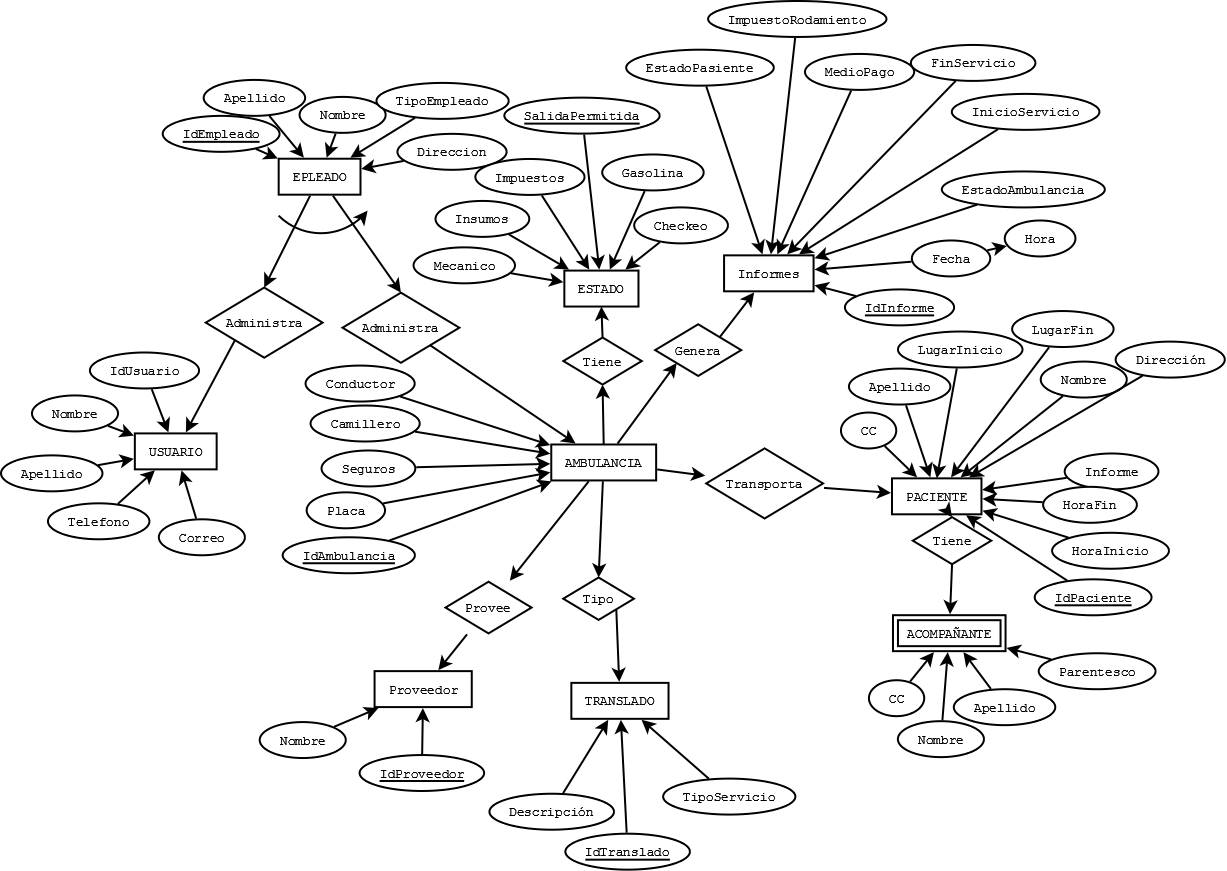 ImpuestoRodamiento
EstadoPasiente
MedioPago
FinServicio
InicioServicio
Apellido
Nombre
TipoEmpleado
IdEmpleado
SalidaPermitida
Direccion
EPLEADO
Impuestos
Gasolina
EstadoAmbulancia
Insumos
Checkeo
Hora
Fecha
Mecanico
ESTADO
Informes
IdInforme
Administra
Administra
LugarFin
Tiene
Genera
LugarInicio
Dirección
IdUsuario
Conductor
Apellido
Nombre
Nombre
Camillero
CC
USUARIO
AMBULANCIA
Apellido
Seguros
Transporta
Informe
PACIENTE
Placa
HoraFin
Telefono
Correo
IdAmbulancia
Tiene
HoraInicio
Provee
Tipo
IdPaciente
ACOMPAÑANTE
Parentesco
Proveedor
TRANSLADO
CC
Apellido
Nombre
Nombre
IdProveedor
Descripción
TipoServicio
IdTranslado